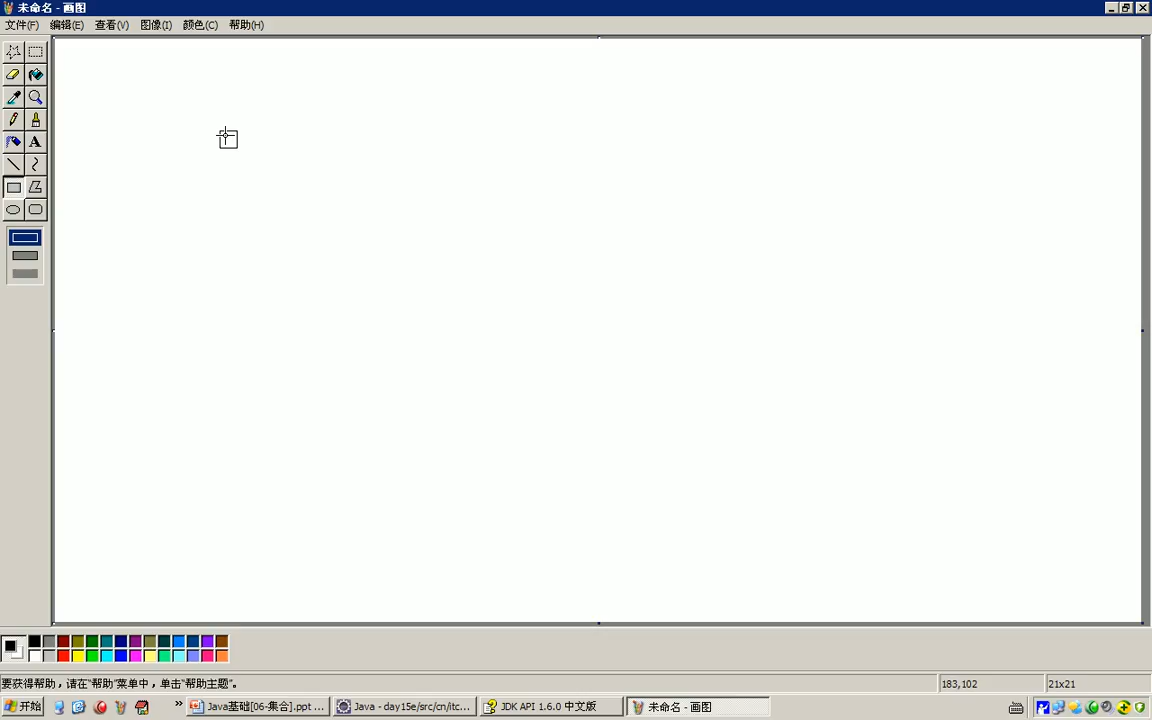 未命名 - 画图
文件(F) 编辑(E) 查看(V) 图像(I) 颜色(C) 帮助(H)
A
要获得帮助，请在“帮助”菜单中，单击“帮助主题”。 183,102 21x21
开始 » Java基础[06-集合].ppt ... Java - day15e/src/cn/itc... JDK API 1.6.0 中文版 未命名 - 画图